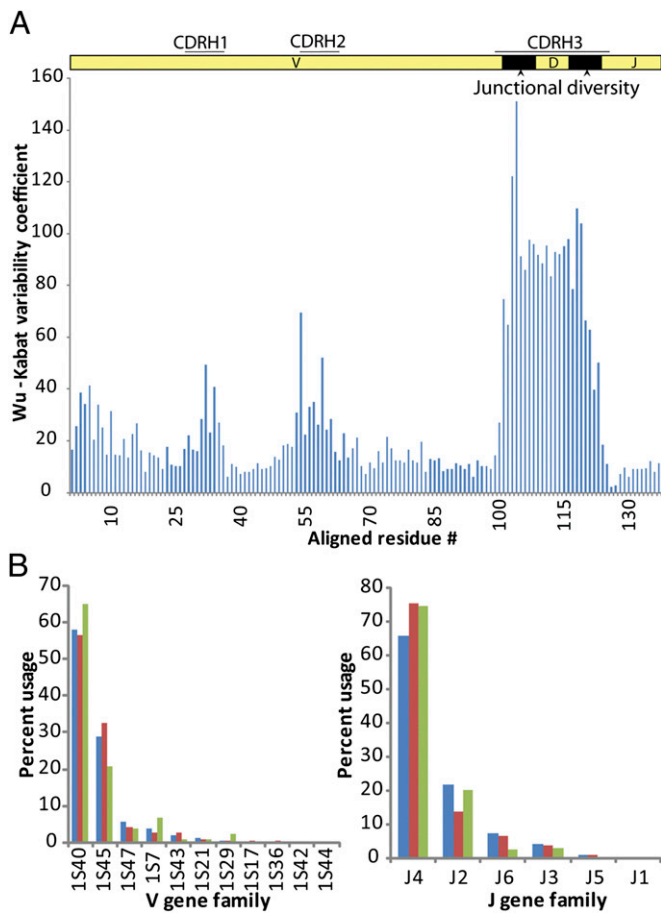 A
CDRH1 CDRH2 CDRH3
V D J
Junctional diversity
Wu -Kabat variability coefficient
160
140
120
100
80
60
40
20
0
10 25 40 55 70 85 100 115 130
Aligned residue #
B
Percent usage
70
60
50
40
30
20
10
0
1S40 1S45 1S47 1S7 1S43 1S21 1S29 1S17 1S36 1S42 1S44
V gene family
Percent usage
80
70
60
50
40
30
20
10
0
J4 J2 J6 J3 J5 J1
J gene family